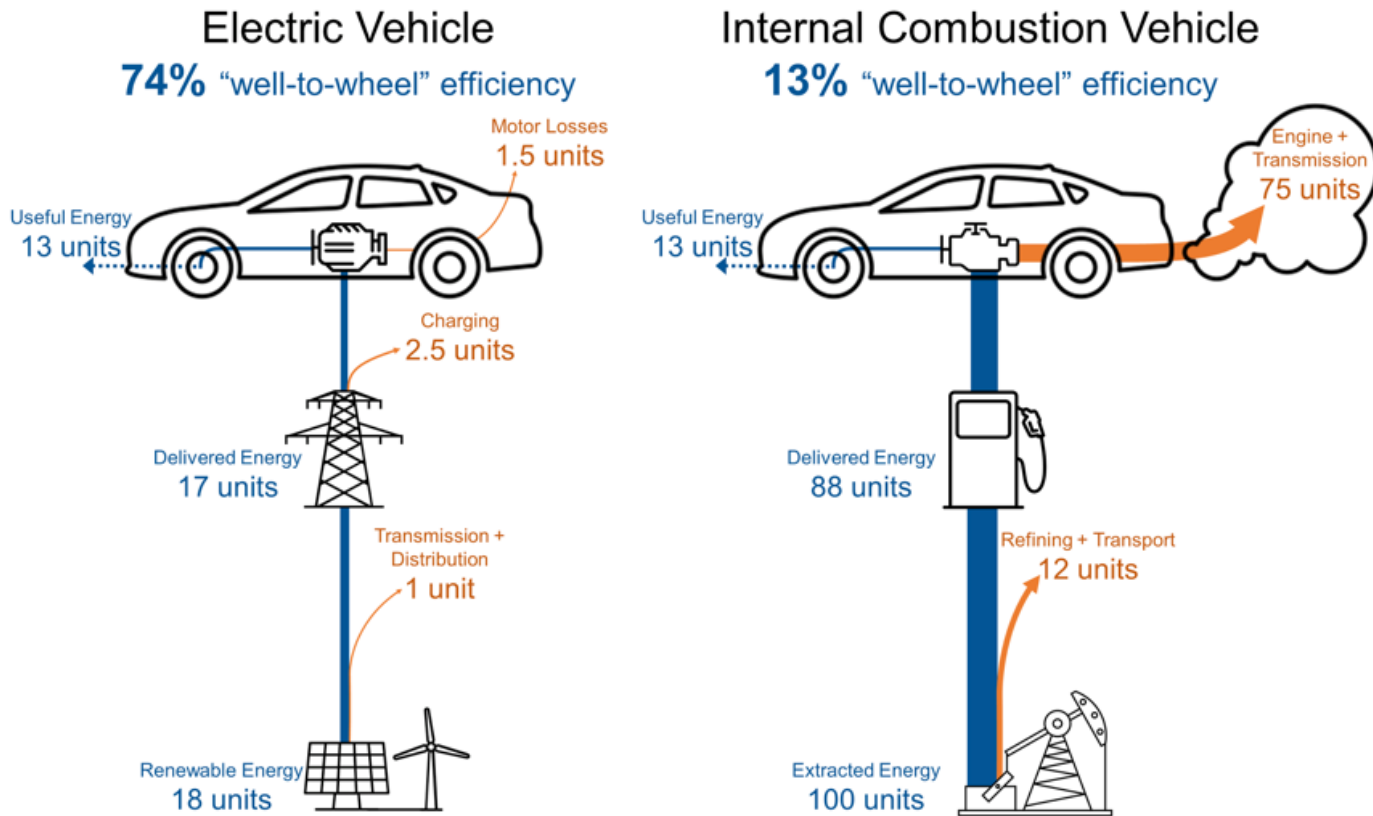 Electric Vehicle
74% “well-to-wheel” efficiency
Motor Losses
1.5 units
Useful Energy
13 units
Charging
2.5 units
Delivered Energy
17 units
Transmission +
Distribution
1 unit
Renewable Energy
18 units
Internal Combustion Vehicle
13% “well-to-wheel” efficiency
Engine +
Transmission
75 units
Useful Energy
13 units
Delivered Energy
88 units
Refining + Transport
12 units
Extracted Energy
100 units